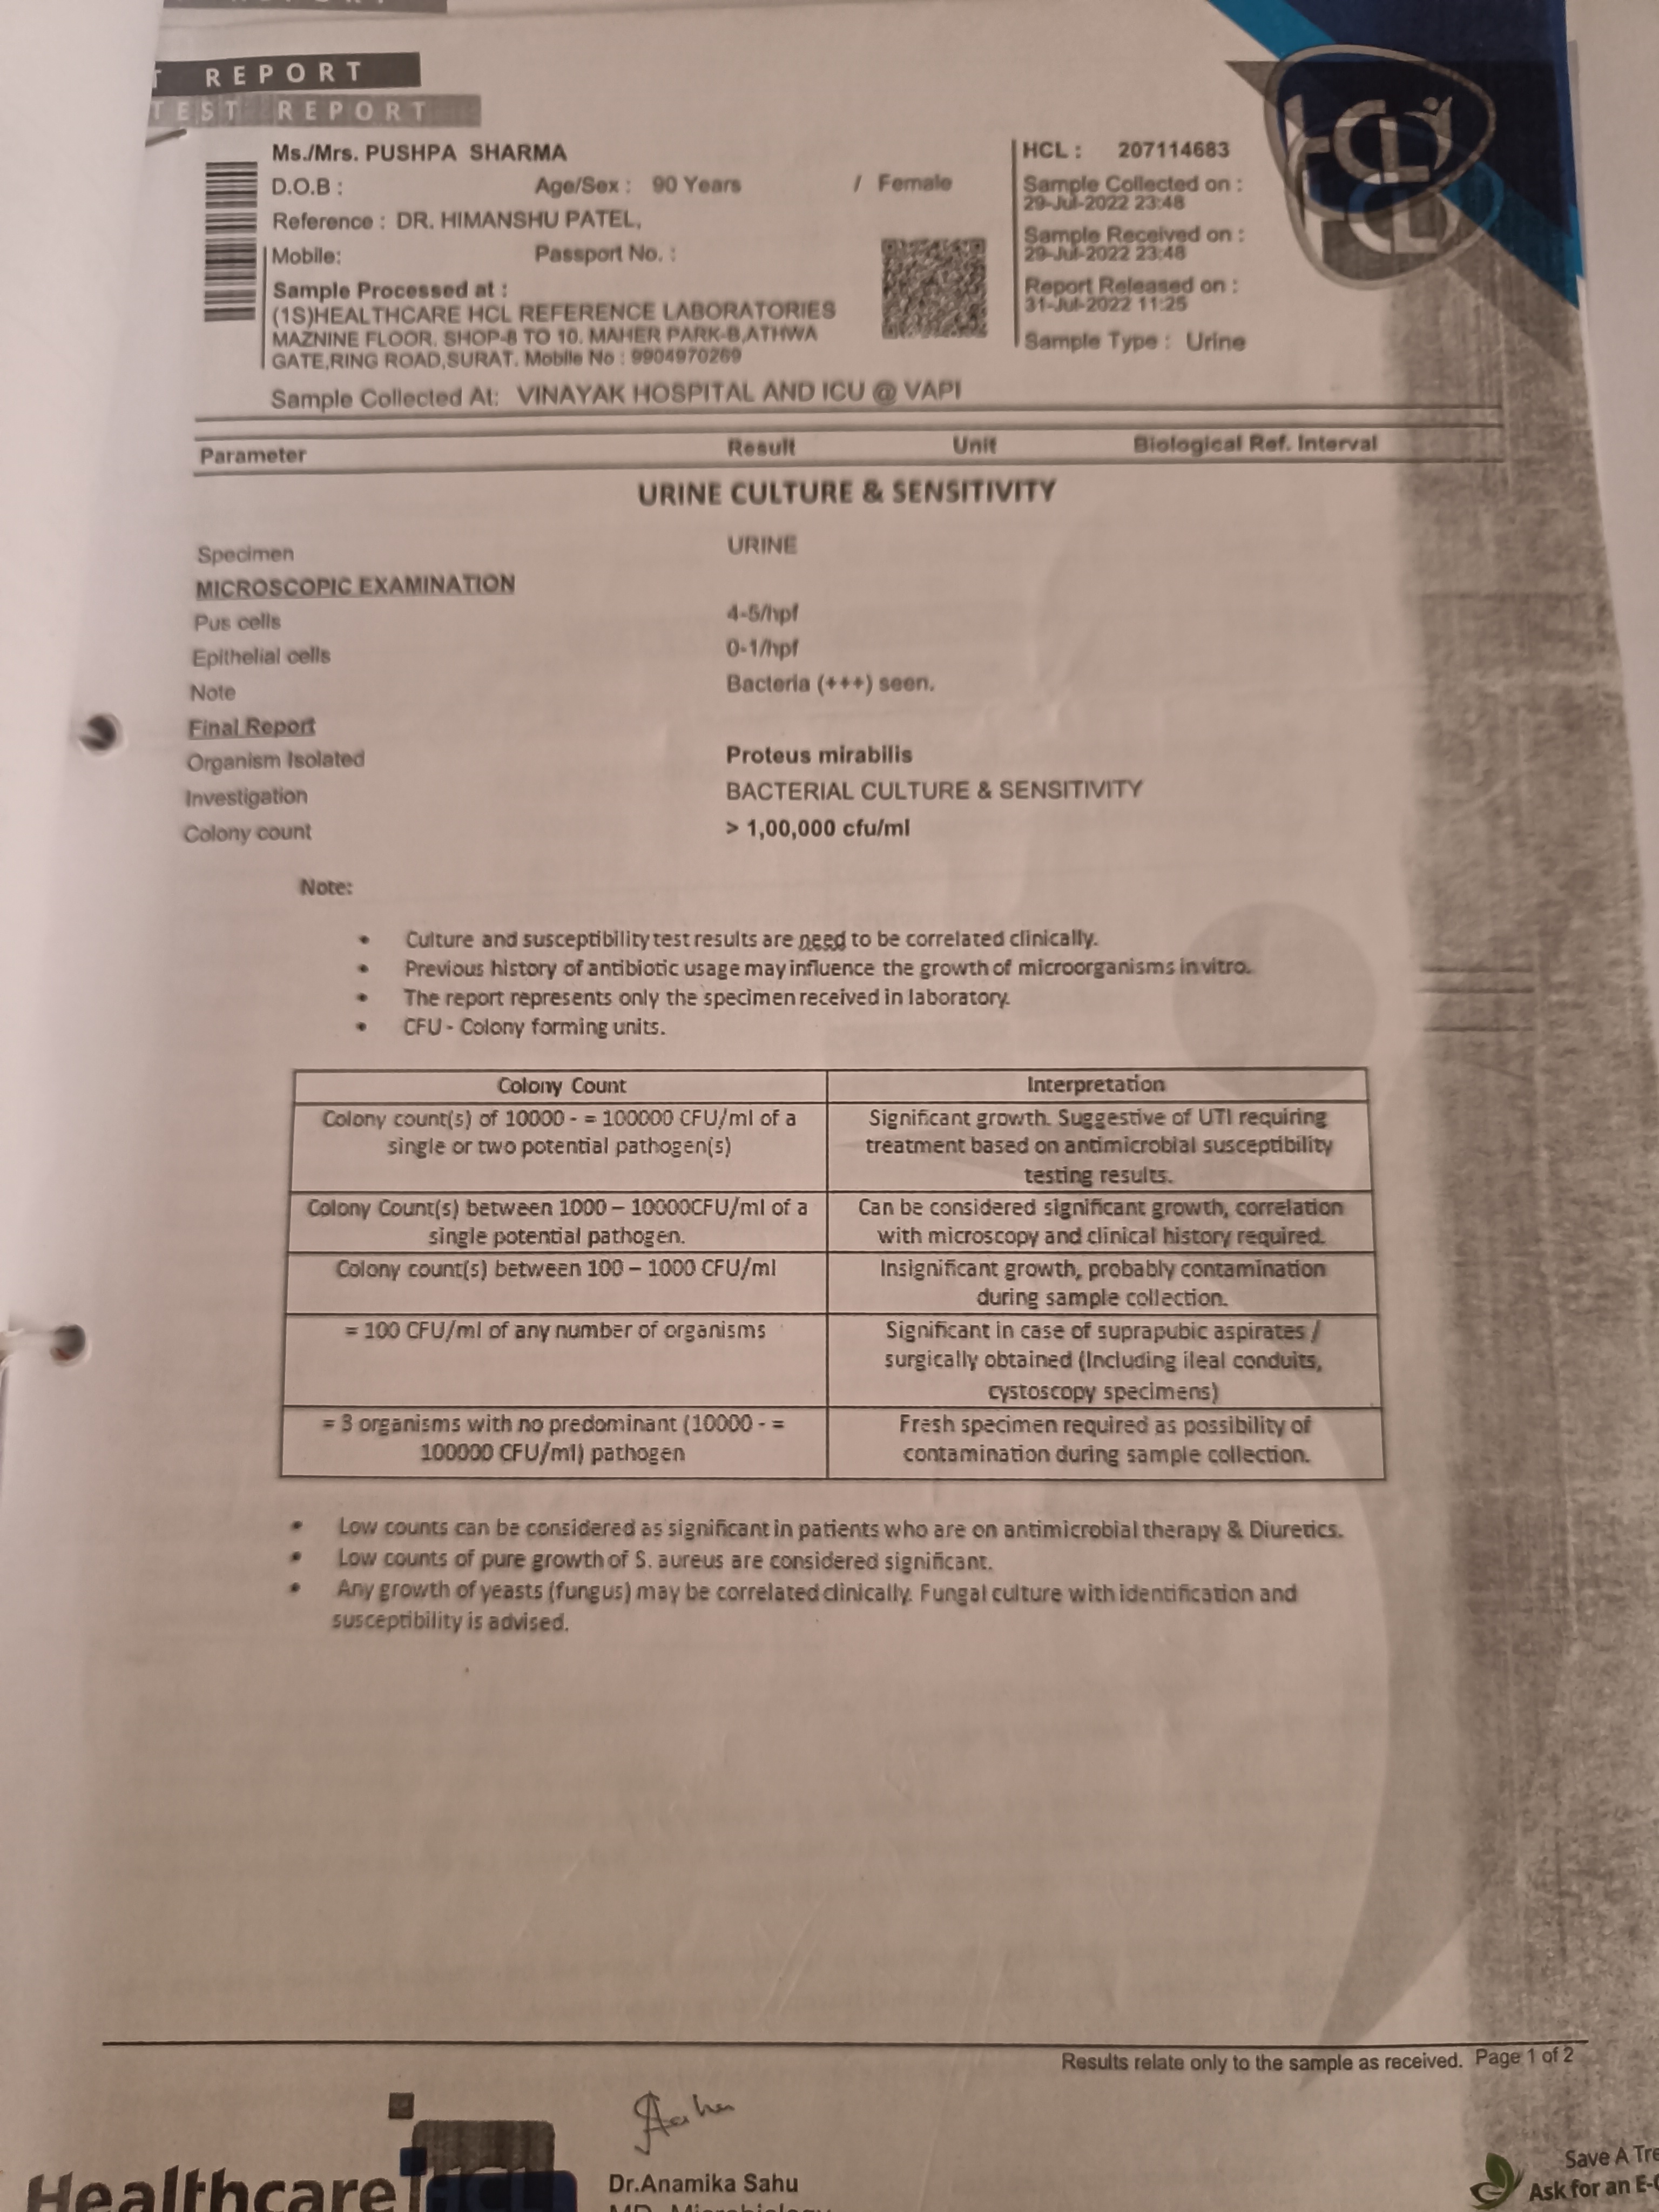 REPORT
TEST REPORT
Ms./Mrs. PUSHPA SHARMA
D.O.B : Age/Sex : 90 Years / Female
Reference : DR. HIMANSHU PATEL,
Mobile: Passport No. :
Sample Processed at :
(1S)HEALTHCARE HCL REFERENCE LABORATORIES
MAZNINE FLOOR, SHOP-8 TO 10. MAHER PARK-B,ATHWA
GATE,RING ROAD,SURAT. Mobile No : 9904970269
Sample Collected At: VINAYAK HOSPITAL AND ICU @ VAPI
HCL : 207114683
Sample Collected on :
29-Jul-2022 23:48
Sample Received on :
29-Jul-2022 23:48
Report Released on :
31-Jul-2022 11:25
Sample Type : Urine
Parameter Result Unit Biological Ref. Interval
URINE CULTURE & SENSITIVITY
Specimen URINE
MICROSCOPIC EXAMINATION
Pus cells 4-5/hpf
Epithelial cells 0-1/hpf
Note Bacteria (+++) seen.
Final Report
Organism Isolated Proteus mirabilis
Investigation BACTERIAL CULTURE & SENSITIVITY
Colony count > 1,00,000 cfu/ml
Note:
• Culture and susceptibility test results are need to be correlated clinically.
• Previous history of antibiotic usage may influence the growth of microorganisms in vitro.
• The report represents only the specimen received in laboratory.
• CFU - Colony forming units.
Colony Count Interpretation
Colony count(s) of 10000 - = 100000 CFU/ml of a Significant growth. Suggestive of UTI requiring
single or two potential pathogen(s) treatment based on antimicrobial susceptibility
testing results.
Colony Count(s) between 1000 – 10000CFU/ml of a Can be considered significant growth, correlation
single potential pathogen. with microscopy and clinical history required.
Colony count(s) between 100 – 1000 CFU/ml Insignificant growth, probably contamination
during sample collection.
= 100 CFU/ml of any number of organisms Significant in case of suprapubic aspirates /
surgically obtained (Including ileal conduits,
cystoscopy specimens)
= 3 organisms with no predominant (10000 - = Fresh specimen required as possibility of
100000 CFU/ml) pathogen contamination during sample collection.
• Low counts can be considered as significant in patients who are on antimicrobial therapy & Diuretics.
• Low counts of pure growth of S. aureus are considered significant.
• Any growth of yeasts (fungus) may be correlated clinically. Fungal culture with identification and
susceptibility is advised.
Results relate only to the sample as received. Page 1 of 2
Healthcare
Dr.Anamika Sahu
MD. Microbiology
Save A Tre
Ask for an E-